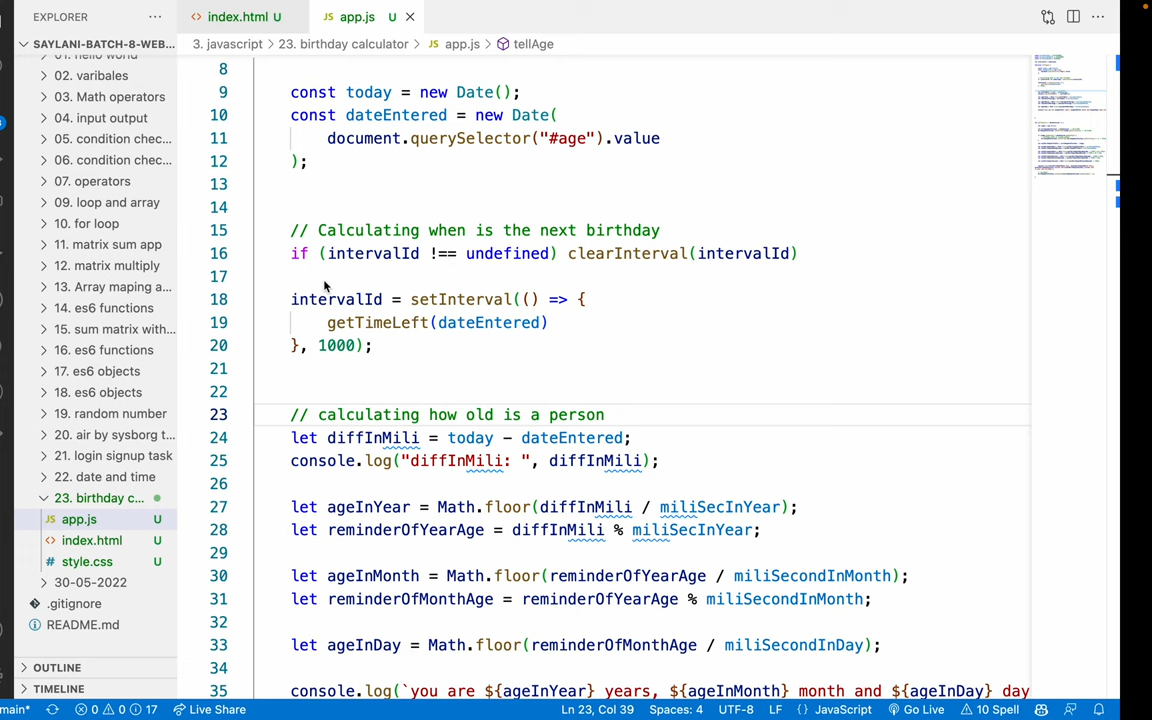 EXPLORER
index.html U
JS app.js U
SAYLANI-BATCH-8-WEB...
3. javascript > 23. birthday calculator > JS app.js > tellAge
01. hello world
02. varibales
03. Math operators
04. input output
05. condition chec...
06. condition chec...
07. operators
09. loop and array
10. for loop
11. matrix sum app
12. matrix multiply
13. Array maping a...
14. es6 functions
15. sum matrix with...
16. es6 functions
17. es6 objects
18. es6 objects
19. random number
20. air by sysborg t...
21. login signup task
22. date and time
23. birthday c...
JS app.js U
index.html U
# style.css U
30-05-2022
.gitignore
README.md
OUTLINE
TIMELINE
8
9 const today = new Date();
10 const dateEntered = new Date(
11 document.querySelector("#age").value
12 );
13
14
15 // Calculating when is the next birthday
16 if (intervalId !== undefined) clearInterval(intervalId)
17
18 intervalId = setInterval(() => {
19 getTimeLeft(dateEntered)
20 }, 1000);
21
22
23 // calculating how old is a person
24 let diffInMili = today - dateEntered;
25 console.log("diffInMili: ", diffInMili);
26
27 let ageInYear = Math.floor(diffInMili / miliSecInYear);
28 let reminderOfYearAge = diffInMili % miliSecInYear;
29
30 let ageInMonth = Math.floor(reminderOfYearAge / miliSecondInMonth);
31 let reminderOfMonthAge = reminderOfYearAge % miliSecondInMonth;
32
33 let ageInDay = Math.floor(reminderOfMonthAge / miliSecondInDay);
34
35 console.log(`you are ${ageInYear} years, ${ageInMonth} month and ${ageInDay} day
main* 0 0 17 Live Share Ln 23, Col 39 Spaces: 4 UTF-8 LF {} JavaScript Go Live 10 Spell